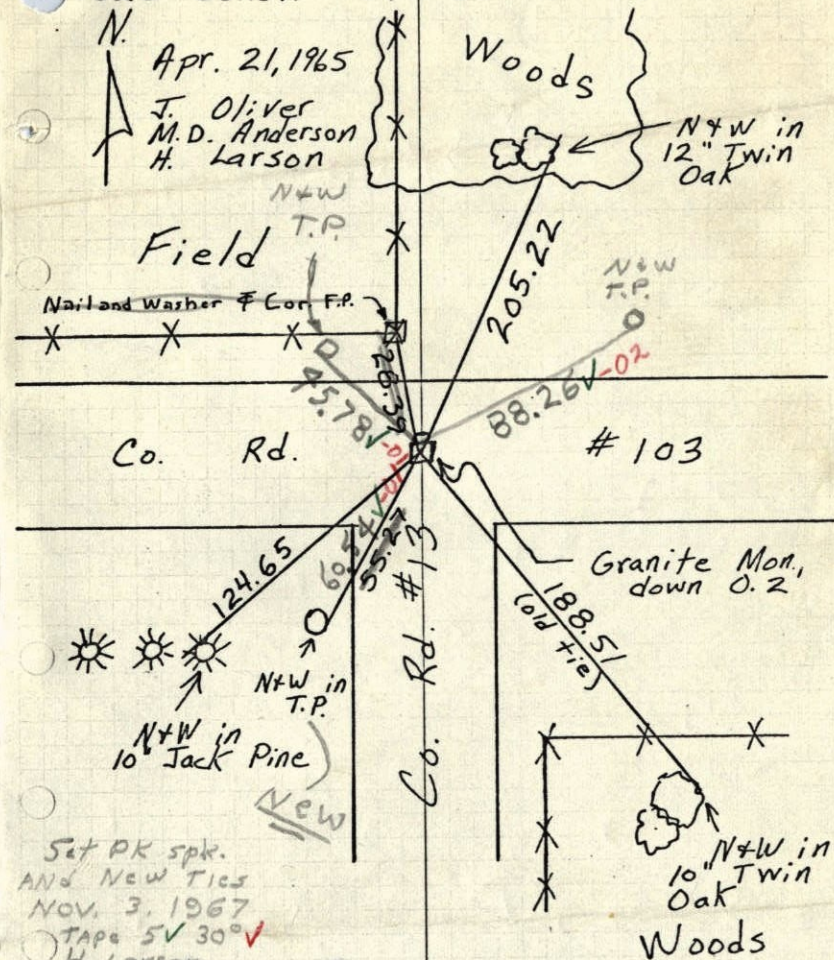 N.
Apr. 21, 1965
J. Oliver
M.D. Anderson
H. Larson
Woods
N+W in
12" Twin
Oak
N+W
T.P.
Field
N+W
T.P.
Nail and Washer
Cor. F.P.
205.22
45.78✓-01
88.26✓-02
Co. Rd.
# 103
124.65
60.54✓-01
55.27
Co. Rd. #13
Granite Mon.,
down 0.2
188.51
(old tie)
N+W in
T.P.
N+W in
10" Jack Pine
New
N+W in
10" Twin
Oak
Woods
Set PK spk.
AND New Ties
NOV. 3, 1967
TAPe 5✓ 30°✓
H. Larson